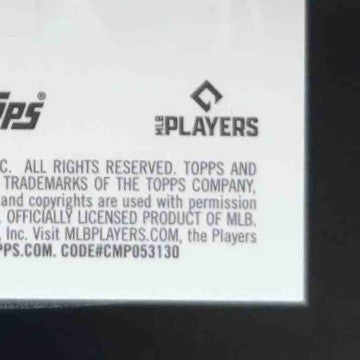 PPS®
MLB PLAYERS
C. ALL RIGHTS RESERVED. TOPPS AND
TRADEMARKS OF THE TOPPS COMPANY,
and copyrights are used with permission
. OFFICIALLY LICENSED PRODUCT OF MLB.
, Inc. Visit MLBPLAYERS.COM, the Players
PPS.COM. CODE#CMP053130